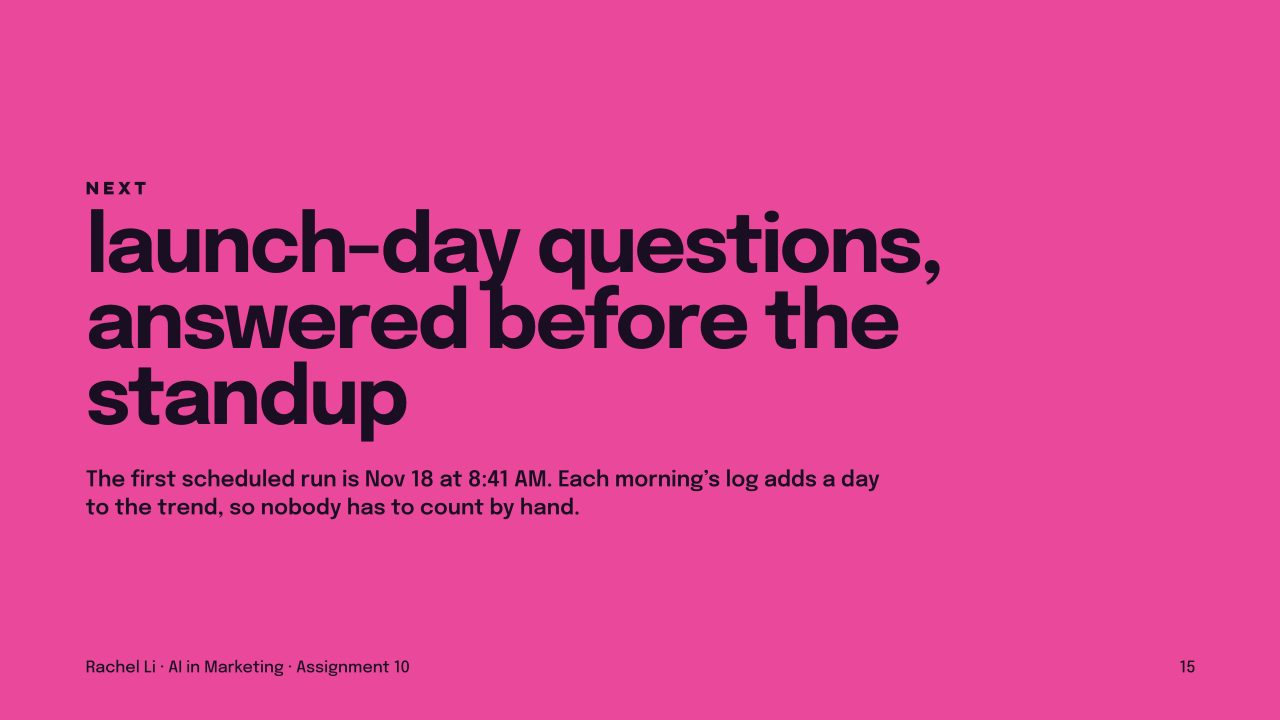 NEXT
launch-day questions,
answered before the
standup
The first scheduled run is Nov 18 at 8:41 AM. Each morning’s log adds a day
to the trend, so nobody has to count by hand.
Rachel Li · AI in Marketing · Assignment 10
15